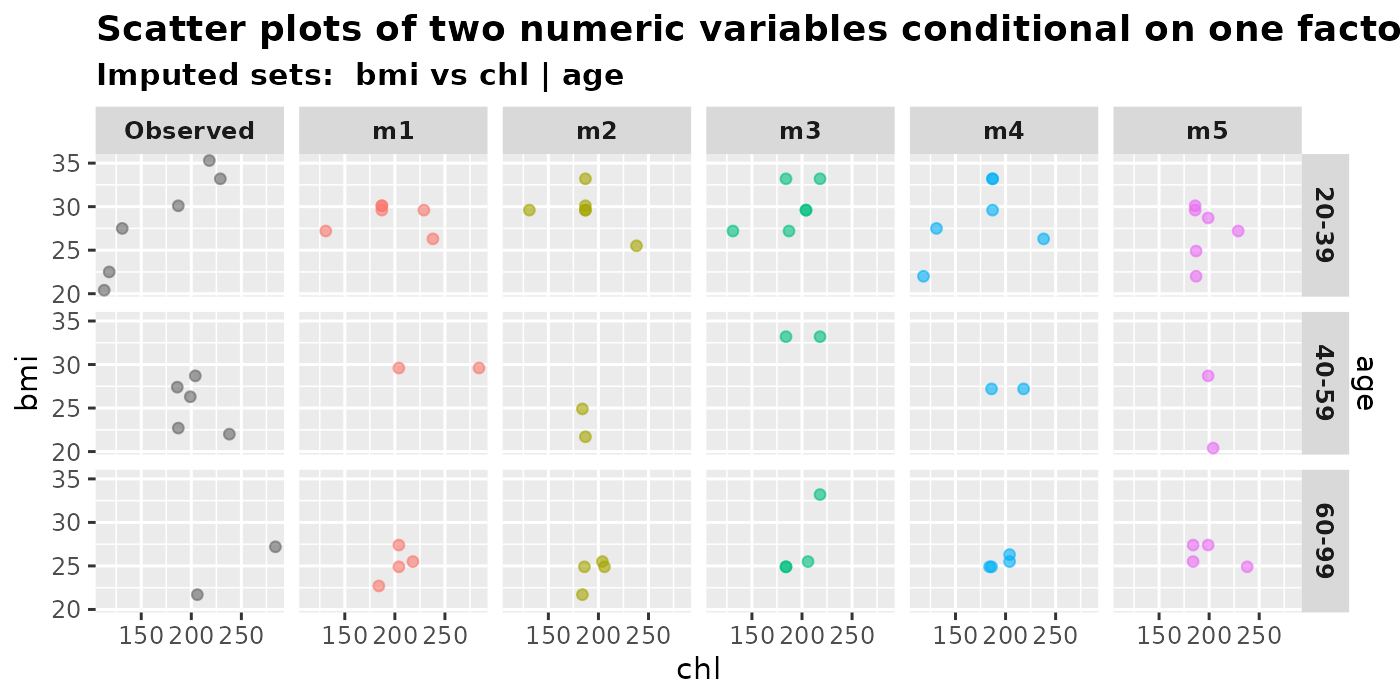 Scatter plots of two numeric variables conditional on one facto
Imputed sets:  bmi vs chl | age
Observed m1 m2 m3 m4 m5
35
30
25
20
20-39
35
30
25
20
40-59
35
30
25
20
60-99
bmi
age
150 200 250 150 200 250 150 200 250 150 200 250 150 200 250 150 200 250
chl